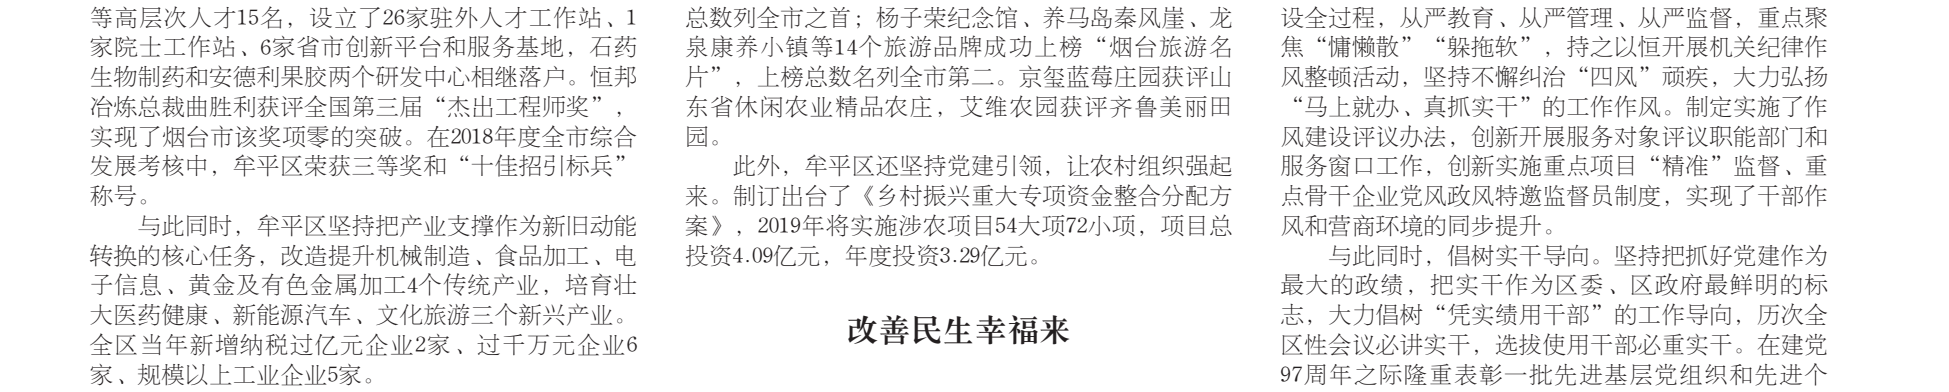 等高层次人才15名，设立了26家驻外人才工作站、1
家院士工作站、6家省市创新平台和服务基地，石药
生物制药和安德利果胶两个研发中心相继落户。恒邦
冶炼总裁曲胜利获评全国第三届“杰出工程师奖”，
实现了烟台市该奖项零的突破。在2018年度全市综合
发展考核中，牟平区荣获三等奖和“十佳招引标兵”
称号。
与此同时，牟平区坚持把产业支撑作为新旧动能
转换的核心任务，改造提升机械制造、食品加工、电
子信息、黄金及有色金属加工4个传统产业，培育壮
大医药健康、新能源汽车、文化旅游三个新兴产业。
全区当年新增纳税过亿元企业2家、过千万元企业6
家、规模以上工业企业5家。
总数列全市之首；杨子荣纪念馆、养马岛秦风崖、龙
泉康养小镇等14个旅游品牌成功上榜“烟台旅游名
片”，上榜总数名列全市第二。京玺蓝莓庄园获评山
东省休闲农业精品农庄，艾维农园获评齐鲁美丽田
园。
此外，牟平区还坚持党建引领，让农村组织强起
来。制订出台了《乡村振兴重大专项资金整合分配方
案》，2019年将实施涉农项目54大项72小项，项目总
投资4.09亿元，年度投资3.29亿元。
改善民生幸福来
设全过程，从严教育、从严管理、从严监督，重点聚
焦“慵懒散”“躲拖软”，持之以恒开展机关纪律作
风整顿活动，坚持不懈纠治“四风”顽疾，大力弘扬
“马上就办、真抓实干”的工作作风。制定实施了作
风建设评议办法，创新开展服务对象评议职能部门和
服务窗口工作，创新实施重点项目“精准”监督、重
点骨干企业党风政风特邀监督员制度，实现了干部作
风和营商环境的同步提升。
与此同时，倡树实干导向。坚持把抓好党建作为
最大的政绩，把实干作为区委、区政府最鲜明的标
志，大力倡树“凭实绩用干部”的工作导向，历次全
区性会议必讲实干，选拔使用干部必重实干。在建党
97周年之际隆重表彰一批先进基层党组织和先进个